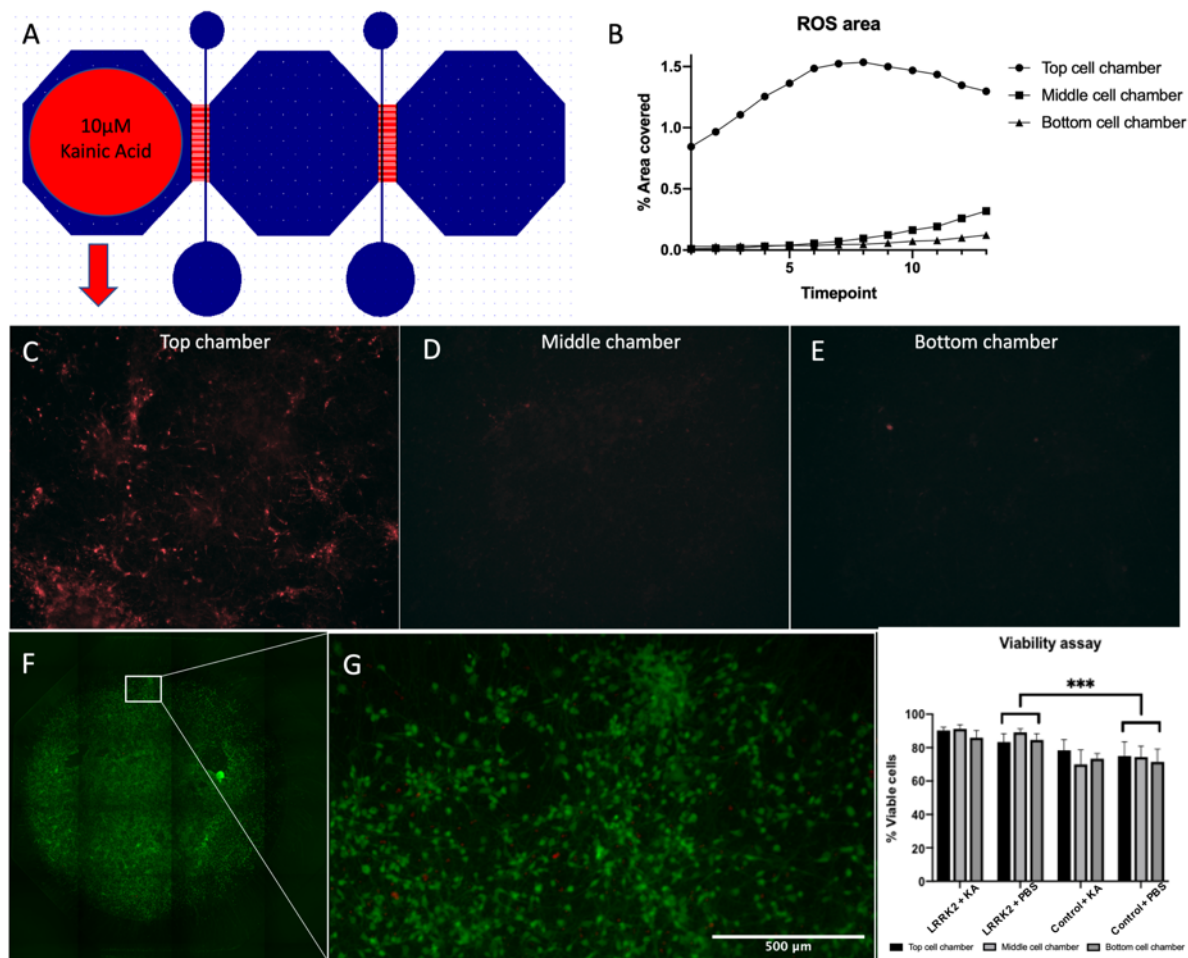 A
10µM
Kainic Acid
B
ROS area
% Area covered
1.5
1.0
0.5
0.0
5
10
Timepoint
Top cell chamber
Middle cell chamber
Bottom cell chamber
C
Top chamber
D
Middle chamber
E
Bottom chamber
F
G
500 µm
Viability assay
***
% Viable cells
100
80
60
40
20
0
LRRK2 + KA
LRRK2 + PBS
Control + KA
Control + PBS
Top cell chamber
Middle cell chamber
Bottom cell chamber